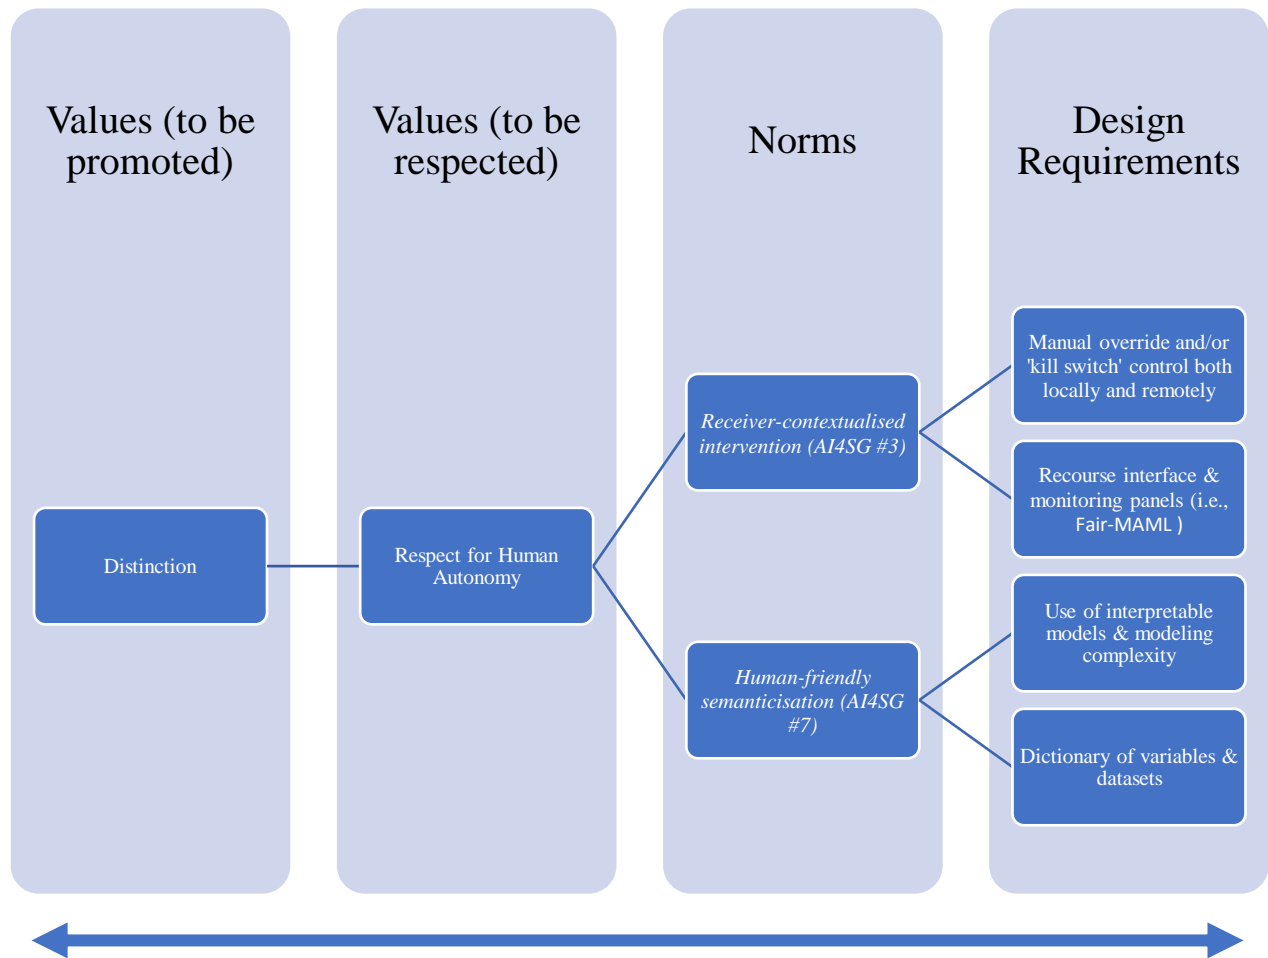 Values (to be
promoted)
Values (to be
respected)
Norms
Design
Requirements
Distinction
Respect for Human
Autonomy
Receiver-contextualised
intervention (AI4SG #3)
Human-friendly
semanticisation (AI4SG
#7)
Manual override and/or
'kill switch' control both
locally and remotely
Recourse interface &
monitoring panels (i.e.,
Fair-MAML )
Use of interpretable
models & modeling
complexity
Dictionary of variables &
datasets